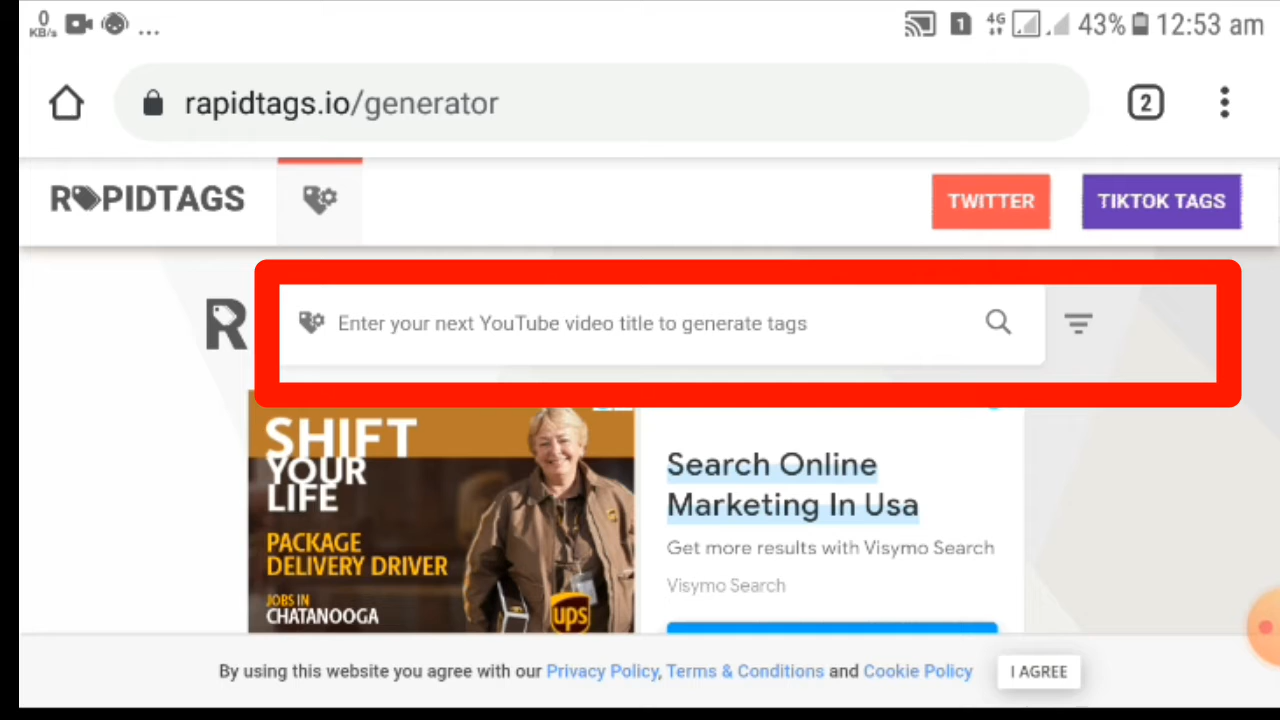 0
KB/s
...
1
4G
43%
12:53 am
rapidtags.io/generator
2
RAPIDTAGS
TWITTER
TIKTOK TAGS
R
Enter your next YouTube video title to generate tags
SHIFT
YOUR
LIFE
PACKAGE
DELIVERY DRIVER
JOBS IN
CHATANOOGA
ups
Search Online
Marketing In Usa
Get more results with Visymo Search
Visymo Search
By using this website you agree with our Privacy Policy, Terms & Conditions and Cookie Policy
I AGREE